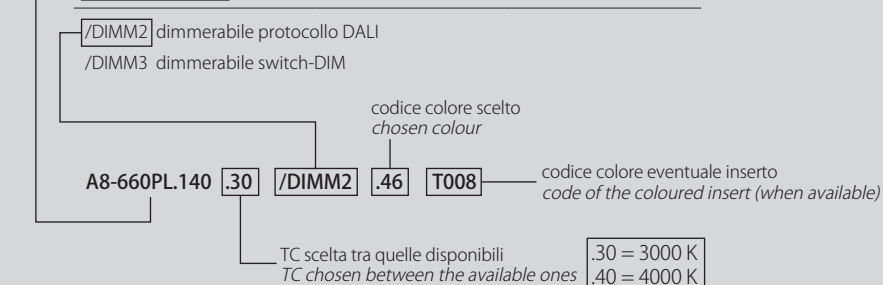 /DIMM2 dimmerabile protocollo DALI
/DIMM3 dimmerabile switch-DIM
codice colore scelto
chosen colour
A8-660PL.140 .30 /DIMM2 .46 T008
codice colore eventuale inserto
code of the coloured insert (when available)
TC scelta tra quelle disponibili
TC chosen between the available ones
.30 = 3000 K
.40 = 4000 K